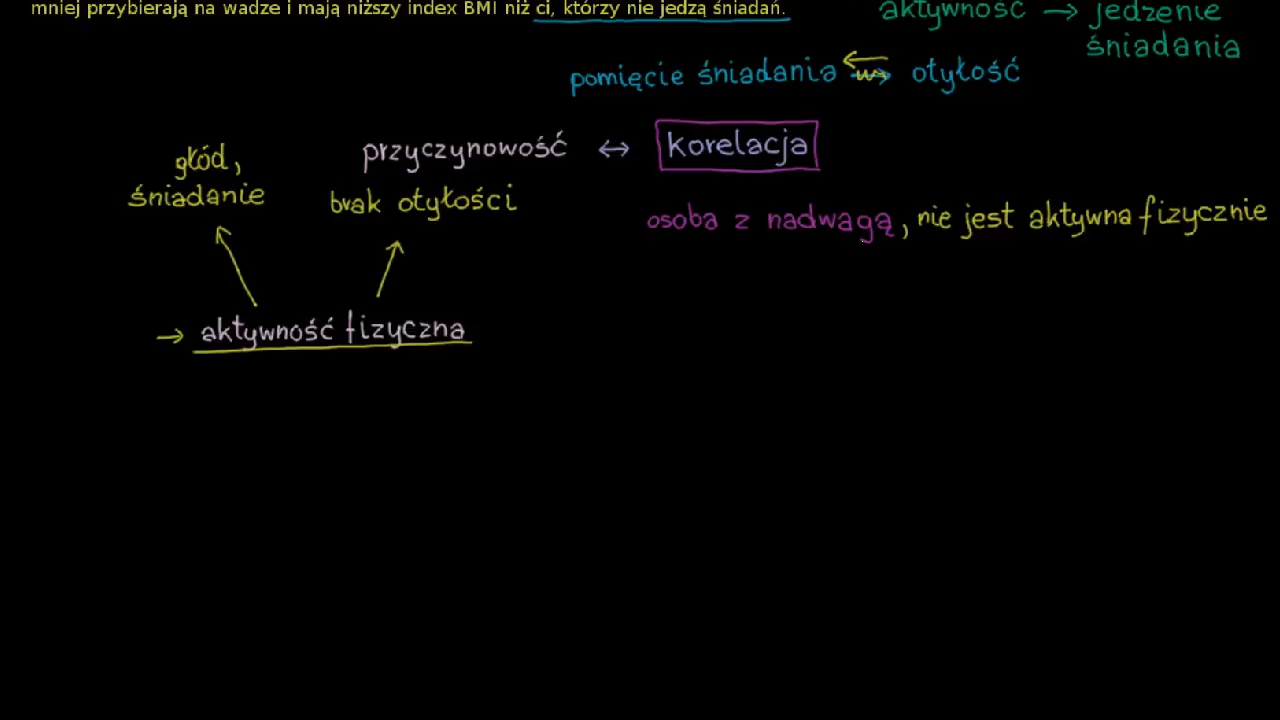 mniej przybierają na wadze i mają niższy index BMI niż ci, którzy nie jedzą śniadań.
aktywność → jedzenie
śniadania
pomięcie śniadania otyłość
przyczynowość ↔ korelacja
głód,
śniadanie
brak otyłości
osoba z nadwagą, nie jest aktywna fizycznie
→ aktywność fizyczna